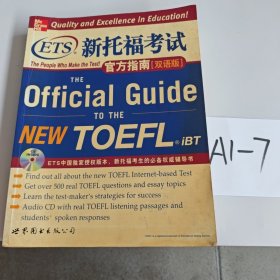 Quality and Excellence in Education!
ETS
The People Who Make the Test!
新托福考试
官方指南(双语版)
THE
Official Guide
TO THE
NEW TOEFL® iBT
ETS中国独家授权版本，新托福考生的必备权威辅导书
Find out all about the new TOEFL Internet-based Test
Get over 500 real TOEFL questions and essay topics
Learn the test-maker's strategies for success
Audio CD with real TOEFL listening passages and
students' spoken responses
世界图书出版公司
A1-7